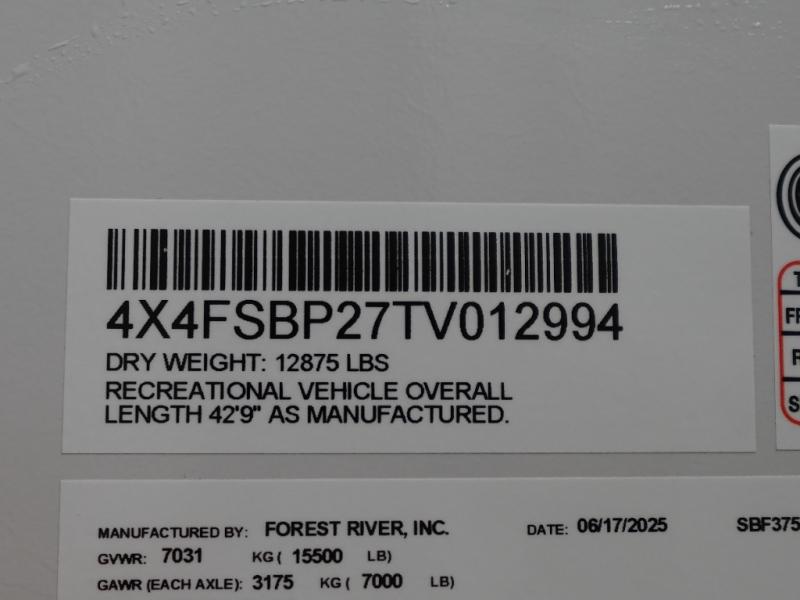 4X4FSBP27TV012994
DRY WEIGHT: 12875 LBS
RECREATIONAL VEHICLE OVERALL
LENGTH 42'9" AS MANUFACTURED.
MANUFACTURED BY: FOREST RIVER, INC. DATE: 06/17/2025 SBF375
GVWR: 7031 KG ( 15500 LB)
GAWR (EACH AXLE): 3175 KG ( 7000 LB)